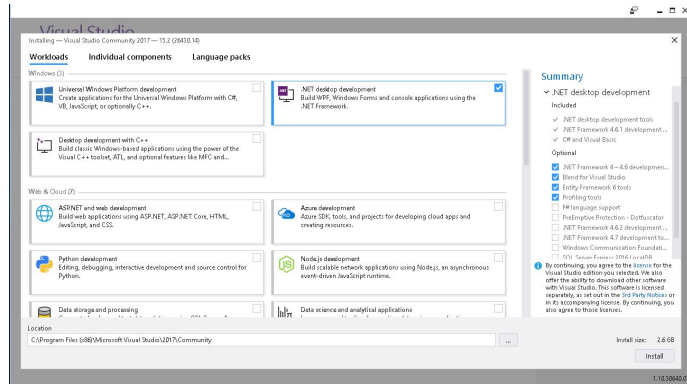 Visual Studio
Installing — Visual Studio Community 2017 — 15.2 (26430.14)
Workloads
Individual components
Language packs
Windows (3)
Universal Windows Platform development
Create applications for the Universal Windows Platform with C#,
VB, JavaScript, or optionally C++.
.NET desktop development
Build WPF, Windows Forms and console applications using the
.NET Framework.
Desktop development with C++
Build classic Windows-based applications using the power of the
Visual C++ toolset, ATL, and optional features like MFC and...
Web & Cloud (7)
ASP.NET and web development
Build web applications using ASP.NET, ASP.NET Core, HTML,
JavaScript, and CSS.
Azure development
Azure SDK, tools, and projects for developing cloud apps and
creating resources.
Python development
Editing, debugging, interactive development and source control for
Python.
Node.js development
Build scalable network applications using Node.js, an asynchronous
event-driven JavaScript runtime.
Data storage and processing
Data science and analytical applications
Summary
.NET desktop development
Included
.NET desktop development tools
.NET Framework 4.6.1 development ...
C# and Visual Basic
Optional
.NET Framework 4 – 4.6 developmen...
Blend for Visual Studio
Entity Framework 6 tools
Profiling tools
F# language support
PreEmptive Protection - Dotfuscator
.NET Framework 4.6.2 development ...
.NET Framework 4.7 development to...
Windows Communication Foundati...
SQL Server Express 2016 LocalDB
By continuing, you agree to the license for the
Visual Studio edition you selected. We also
offer the ability to download other software
with Visual Studio. This software is licensed
separately, as set out in the 3rd Party Notices or
in its accompanying license. By continuing, you
also agree to those licenses.
Location
C:\Program Files (x86)\Microsoft Visual Studio\2017\Community
...
Install size: 2.6 GB
Install
1.10.10640.0